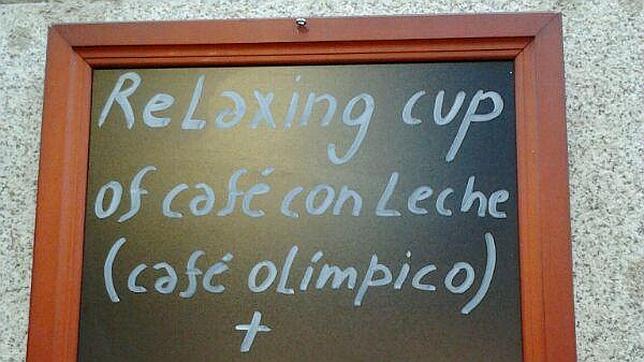 Relaxing cup
of café con Leche
(café olímpico)
+